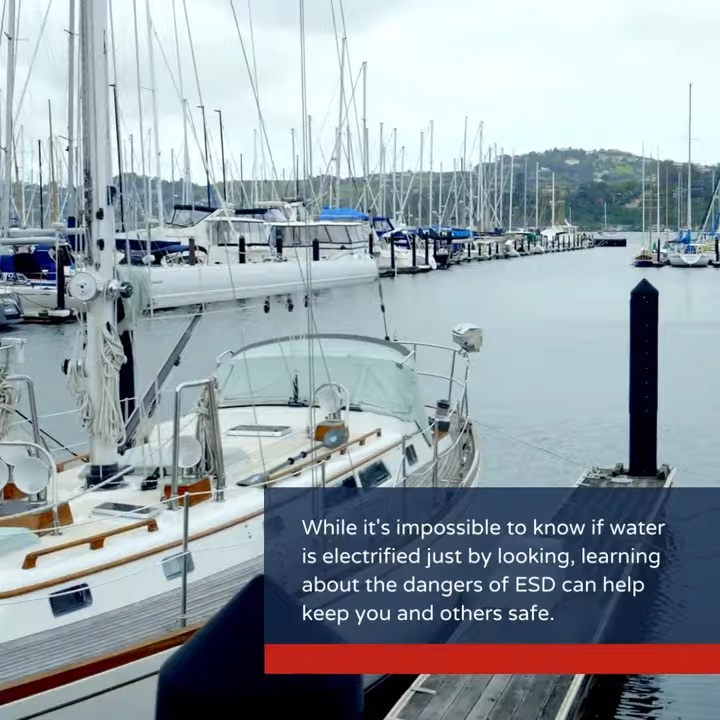 While it's impossible to know if water
is electrified just by looking, learning
about the dangers of ESD can help
keep you and others safe.